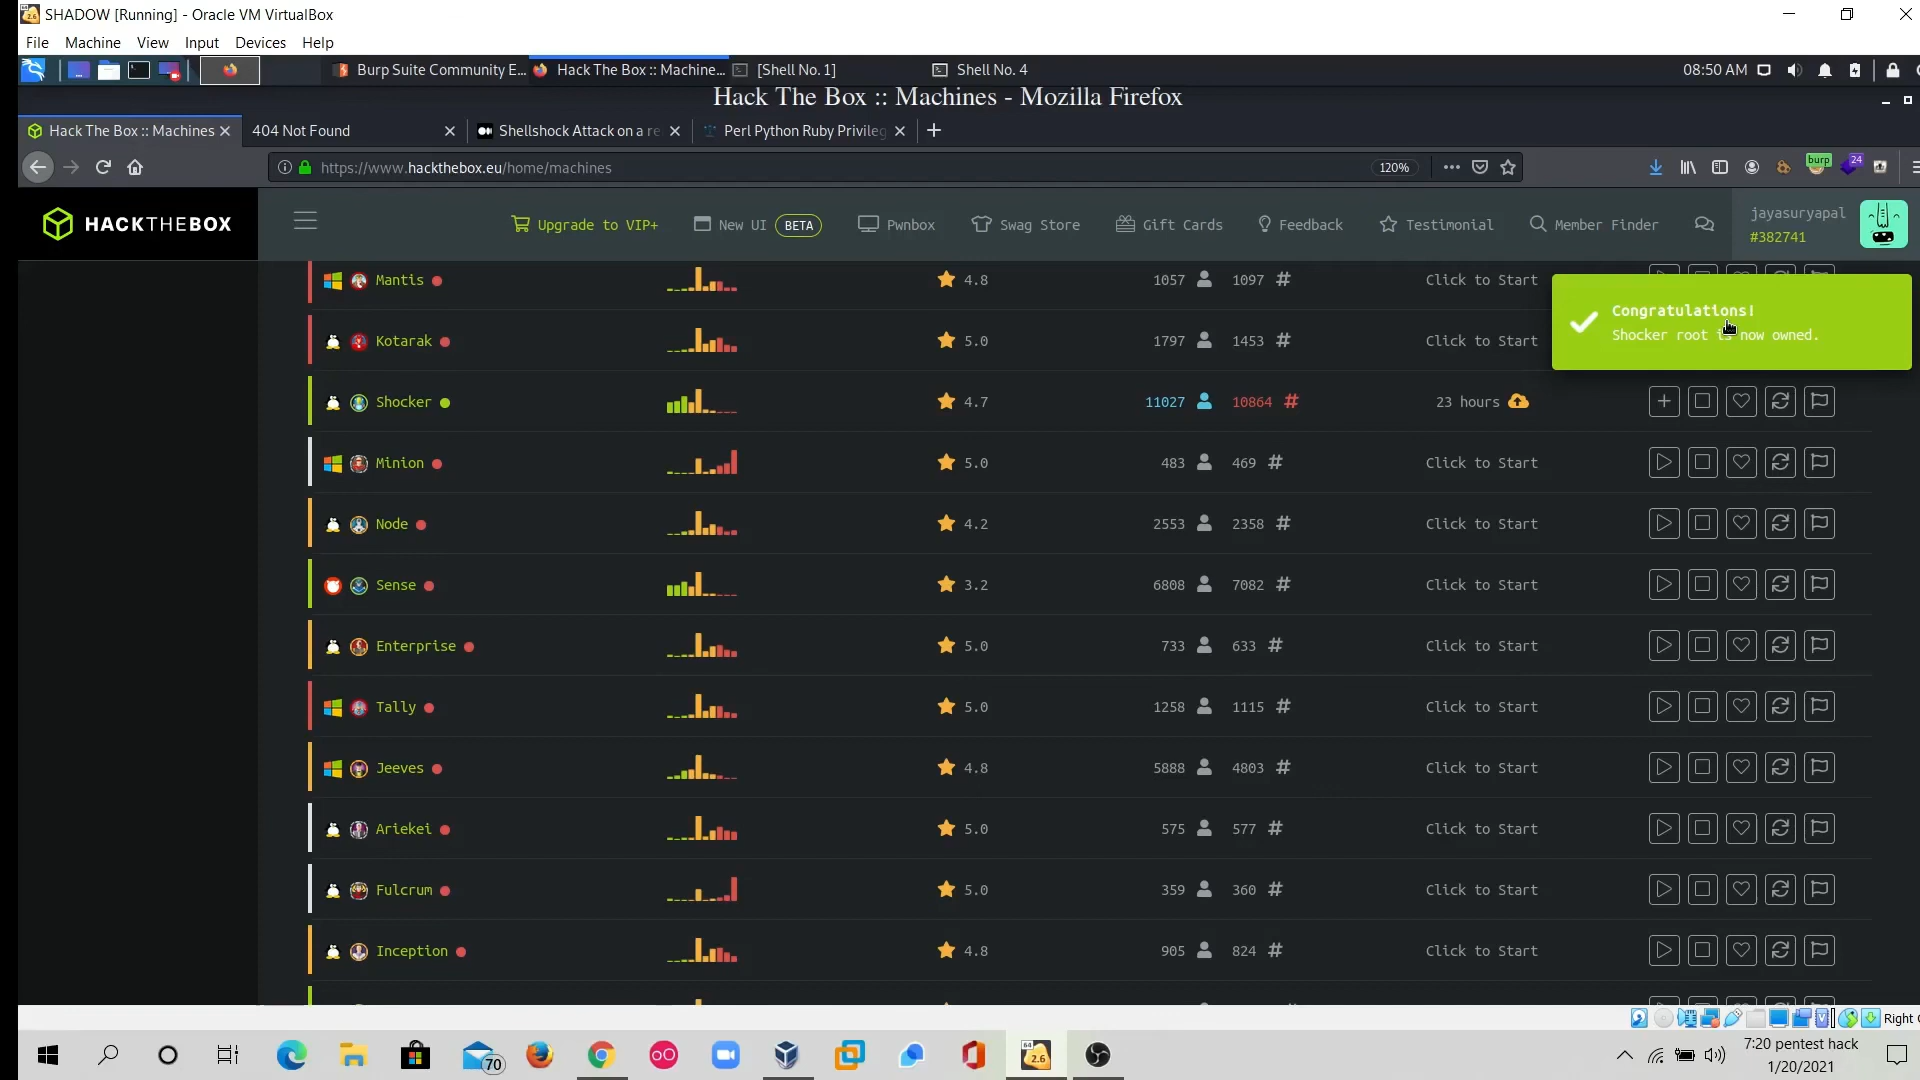 SHADOW [Running] - Oracle VM VirtualBox
File Machine View Input Devices Help
Burp Suite Community E... Hack The Box :: Machine... [Shell No. 1] Shell No. 4 08:50 AM
Hack The Box :: Machines - Mozilla Firefox
Hack The Box :: Machines 404 Not Found Shellshock Attack on a re Perl Python Ruby Privileg
https://www.hackthebox.eu/home/machines 120% burp 24
HACKTHEBOX Upgrade to VIP+ New UI BETA Pwnbox Swag Store Gift Cards Feedback Testimonial Member Finder jayasuryapal
#382741
Mantis 4.8 1057 1097 # Click to Start
Congratulations!
Shocker root is now owned.
Kotarak 5.0 1797 1453 # Click to Start
Shocker 4.7 11027 10864 # 23 hours
Minion 5.0 483 469 # Click to Start
Node 4.2 2553 2358 # Click to Start
Sense 3.2 6808 7082 # Click to Start
Enterprise 5.0 733 633 # Click to Start
Tally 5.0 1258 1115 # Click to Start
Jeeves 4.8 5888 4803 # Click to Start
Ariekei 5.0 575 577 # Click to Start
Fulcrum 5.0 359 360 # Click to Start
Inception 4.8 905 824 # Click to Start
Right
70 64 2.6 7:20 pentest hack
1/20/2021